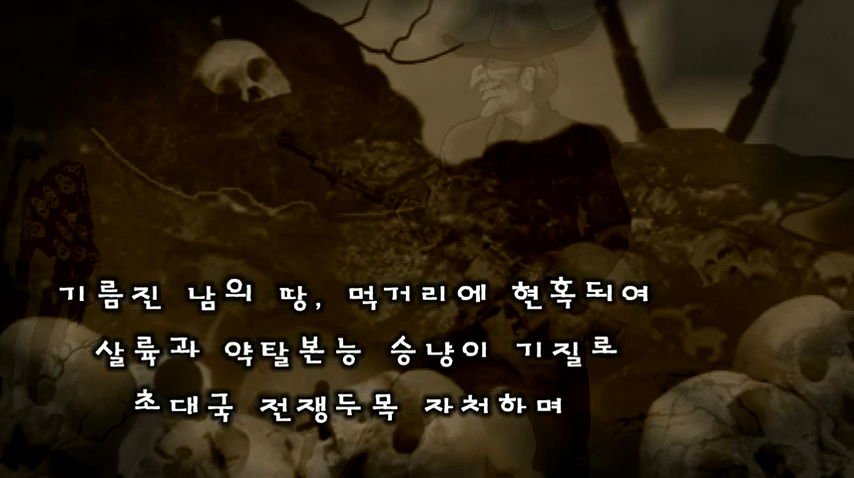 기름진 남의 땅, 먹거리에 현혹되여
살륙과 약탈본능 승냥이 기질로
초대국 전쟁두목 자처하며